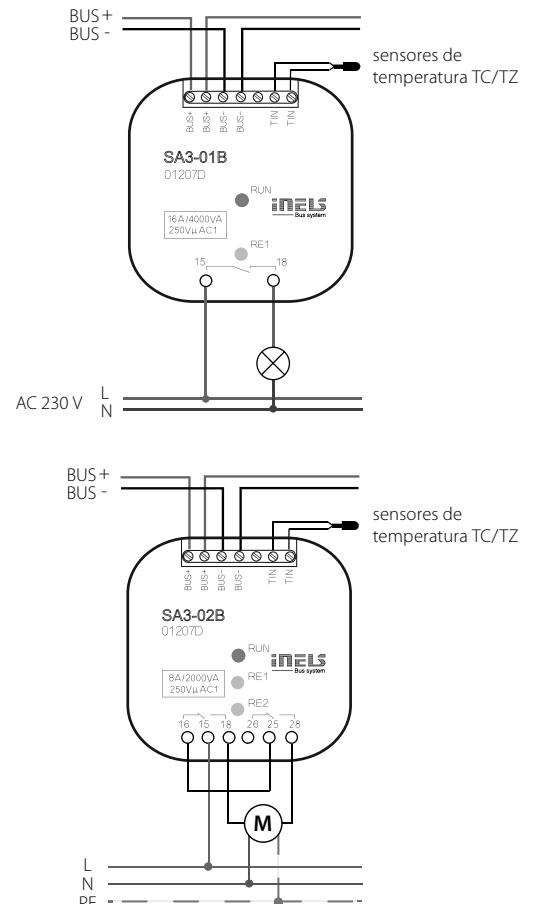 BUS+
BUS -
sensores de
temperatura TC/TZ
BUS+ BUS+ BUS- BUS- TIN TIN
SA3-01B
01207D
RUN
iNELS
Bus system
16A/4000VA
250Vµ AC1
RE1
15 18
AC 230 V L
N
BUS+
BUS -
sensores de
temperatura TC/TZ
BUS+ BUS+ BUS- BUS- TIN TIN
SA3-02B
01207D
RUN
iNELS
Bus system
8A/2000VA
250Vµ AC1
RE1
RE2
16 15 18 26 25 28
M
L
N
PE